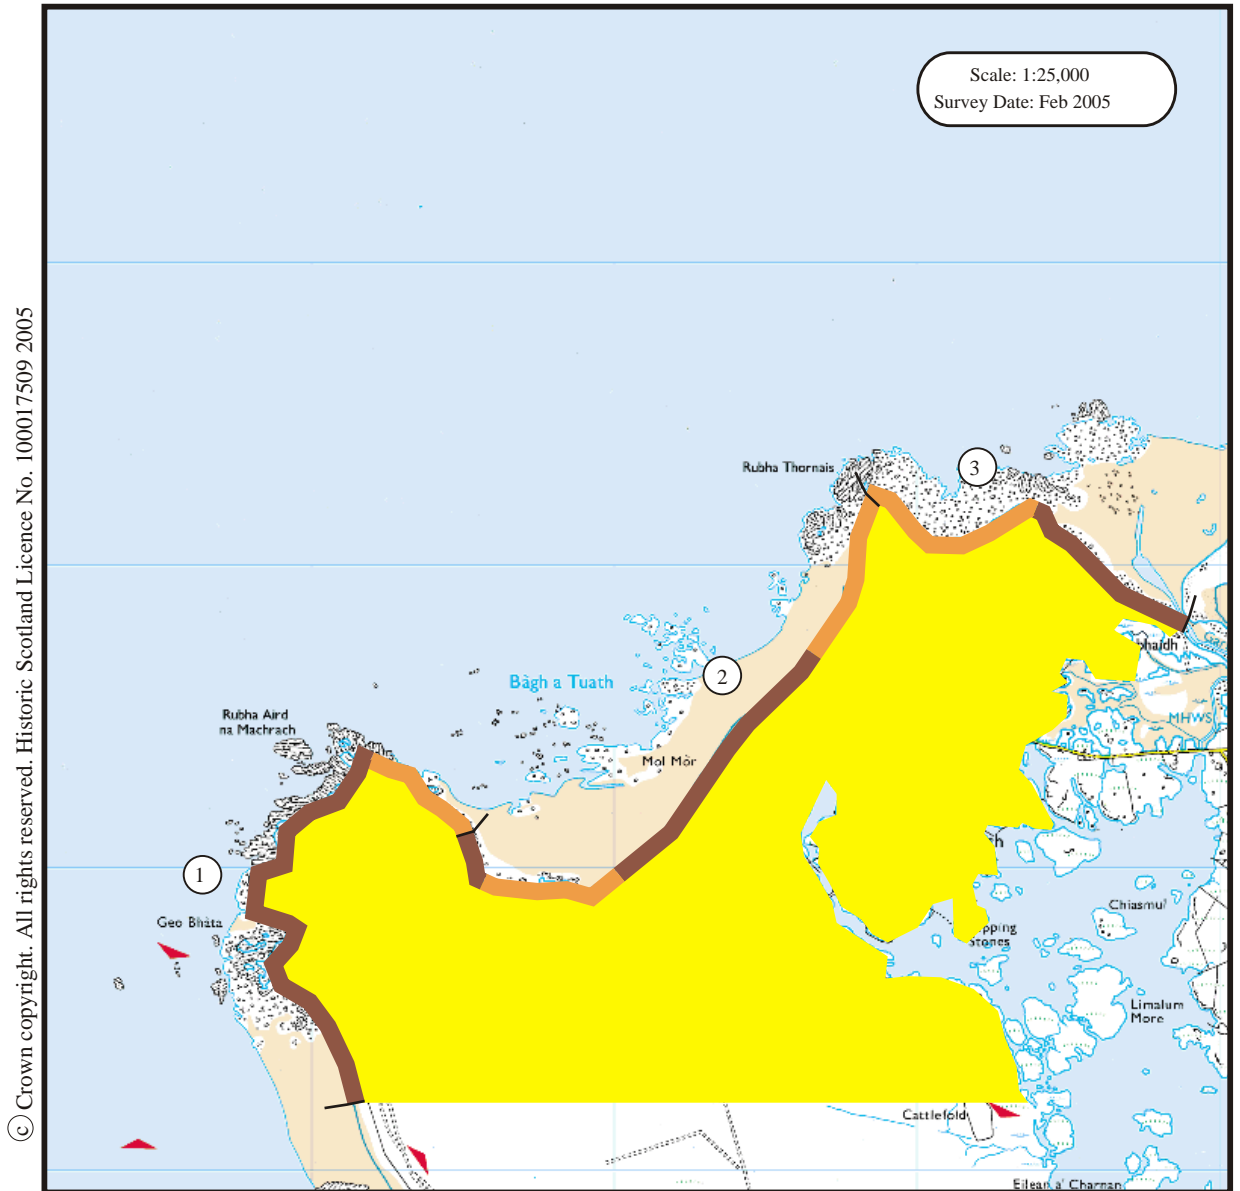 Scale: 1:25,000
Survey Date: Feb 2005
© Crown copyright. All rights reserved. Historic Scotland Licence No. 100017509 2005
Rubha Thornais
3
bhaidh
Bàgh a Tuath
2
MHWS
Rubha Aird
na Machrach
Mol Mòr
h
1
Chiasmul
Geo Bhàta
pping
Stones
Limalum
More
Cattlefold
Eilean a' Charnan